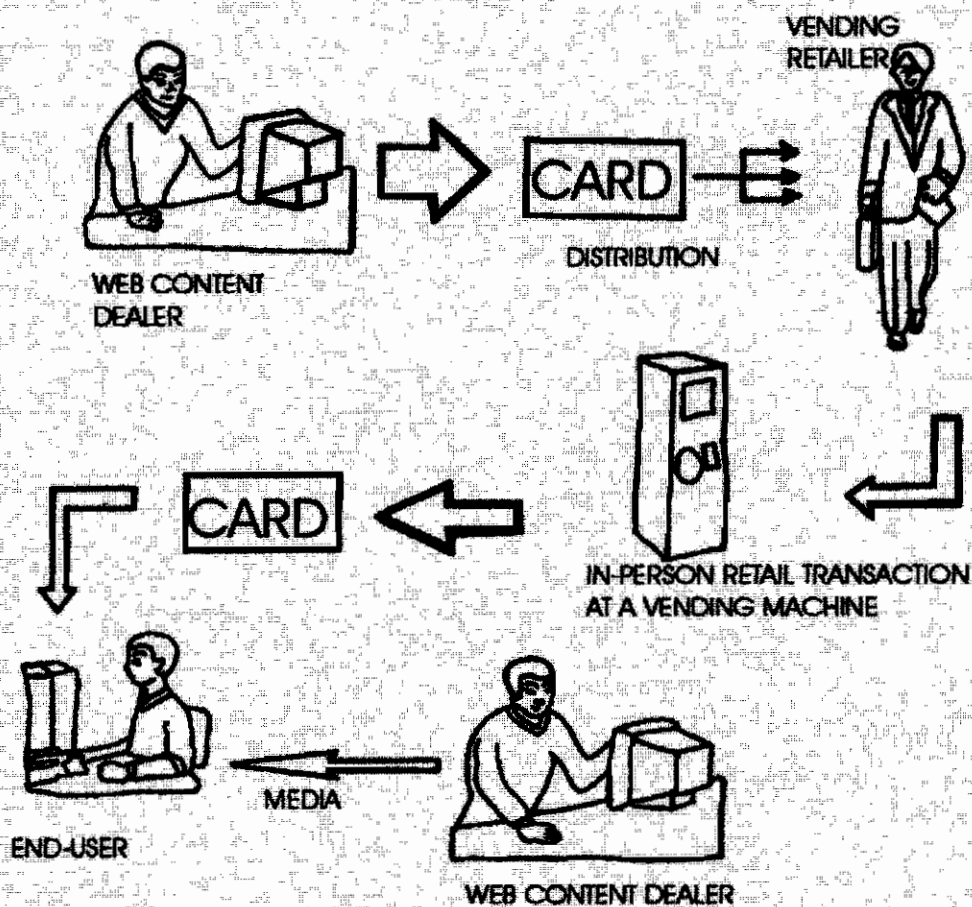 VENDING
RETAILER
CARD
DISTRIBUTION
WEB CONTENT
DEALER
CARD
IN-PERSON RETAIL TRANSACTION
AT A VENDING MACHINE
MEDIA
END-USER
WEB CONTENT DEALER